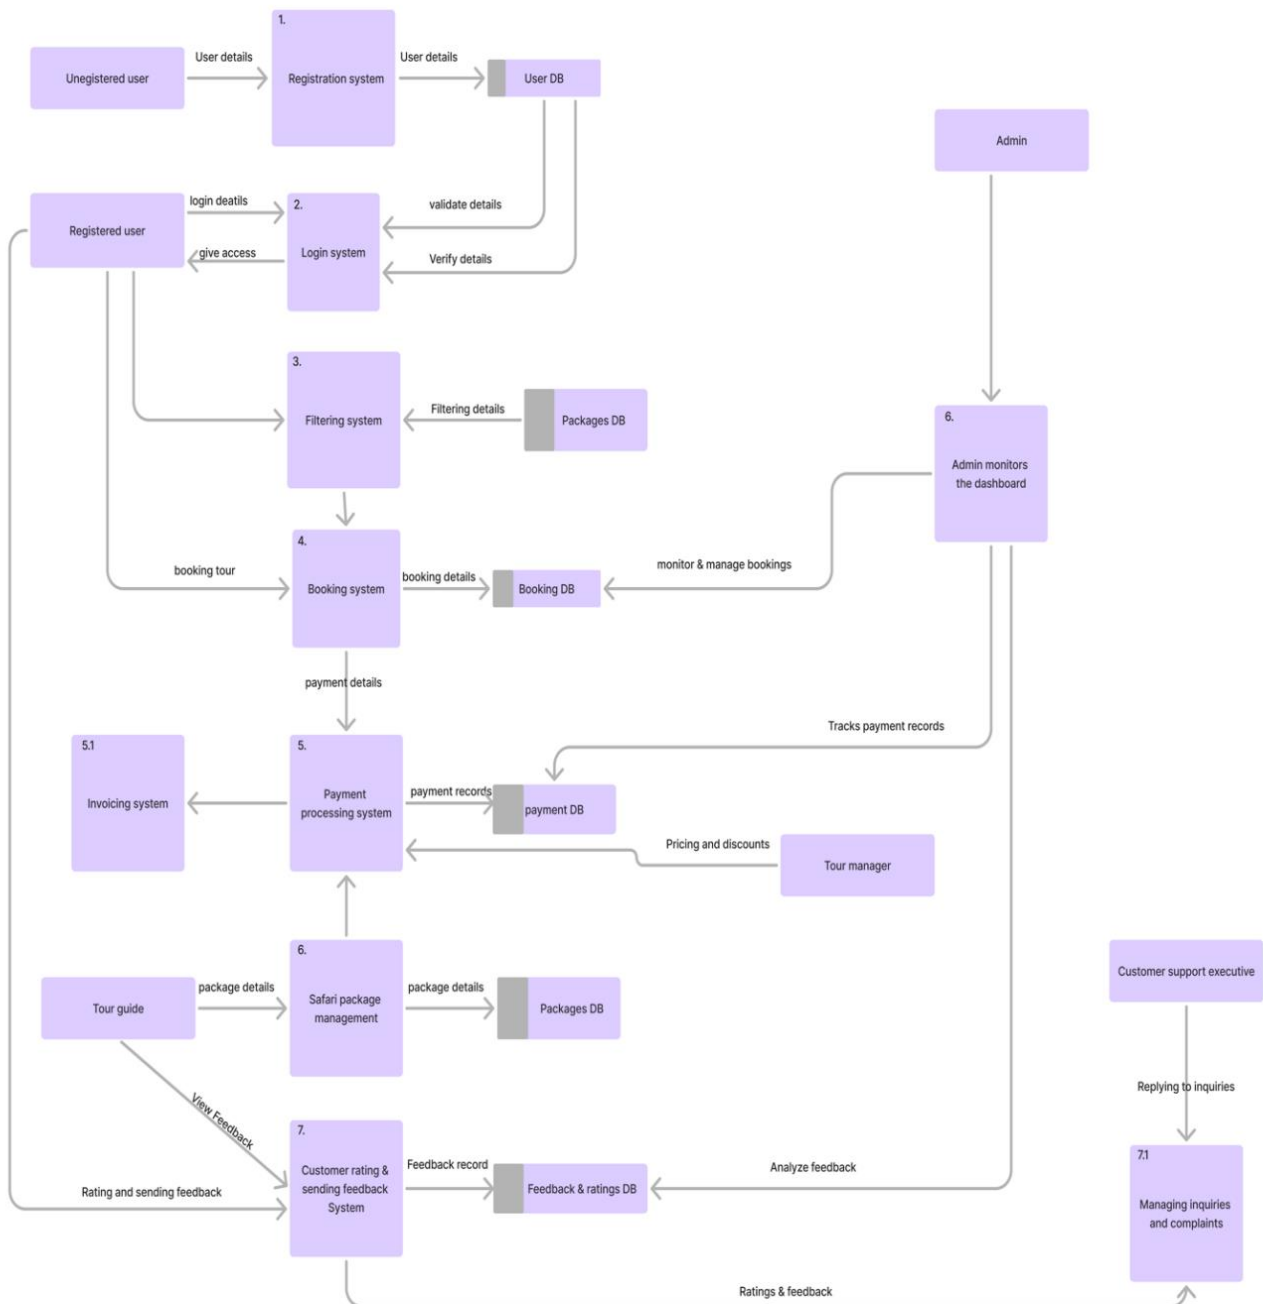 1.
User details
User details
Unegistered user
Registration system
User DB
Admin
login deatils
2.
validate details
Registered user
give access
Login system
Verify details
3.
Filtering details
Filtering system
Packages DB
6.
Admin monitors
the dashboard
4.
booking tour
booking details
monitor & manage bookings
Booking system
Booking DB
payment details
Tracks payment records
5.1
5.
Invoicing system
Payment
processing system
payment records
payment DB
Pricing and discounts
Tour manager
6.
package details
package details
Tour guide
Safari package
management
Packages DB
Customer support executive
Replying to inquiries
View Feedback
7.
Customer rating &
sending feedback
System
Feedback record
Feedback & ratings DB
Analyze feedback
Rating and sending feedback
7.1
Managing inquiries
and complaints
Ratings & feedback